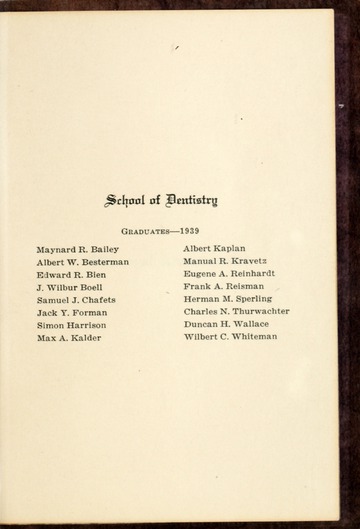 School of Dentistry
Graduates—1939
Maynard R. Bailey
Albert W. Besterman
Edward R. Bien
J. Wilbur Boell
Samuel J. Chafets
Jack Y. Forman
Simon Harrison
Max A. Kalder
Albert Kaplan
Manual R. Kravetz
Eugene A. Reinhardt
Frank A. Reisman
Herman M. Sperling
Charles N. Thurwachter
Duncan H. Wallace
Wilbert C. Whiteman